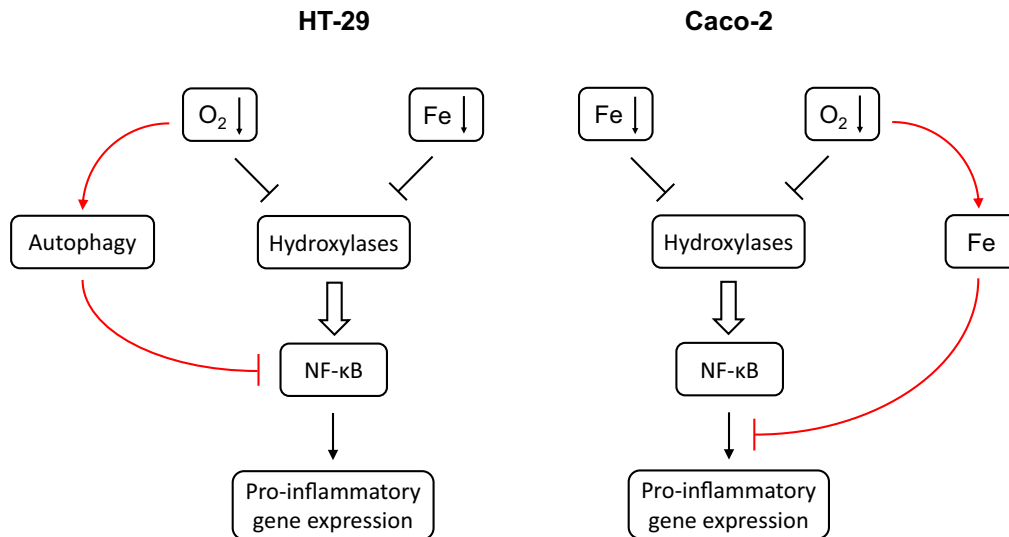 HT-29
Caco-2
O₂
Fe
Fe
O₂
Autophagy
Hydroxylases
Hydroxylases
Fe
NF-κB
NF-κB
Pro-inflammatory
gene expression
Pro-inflammatory
gene expression